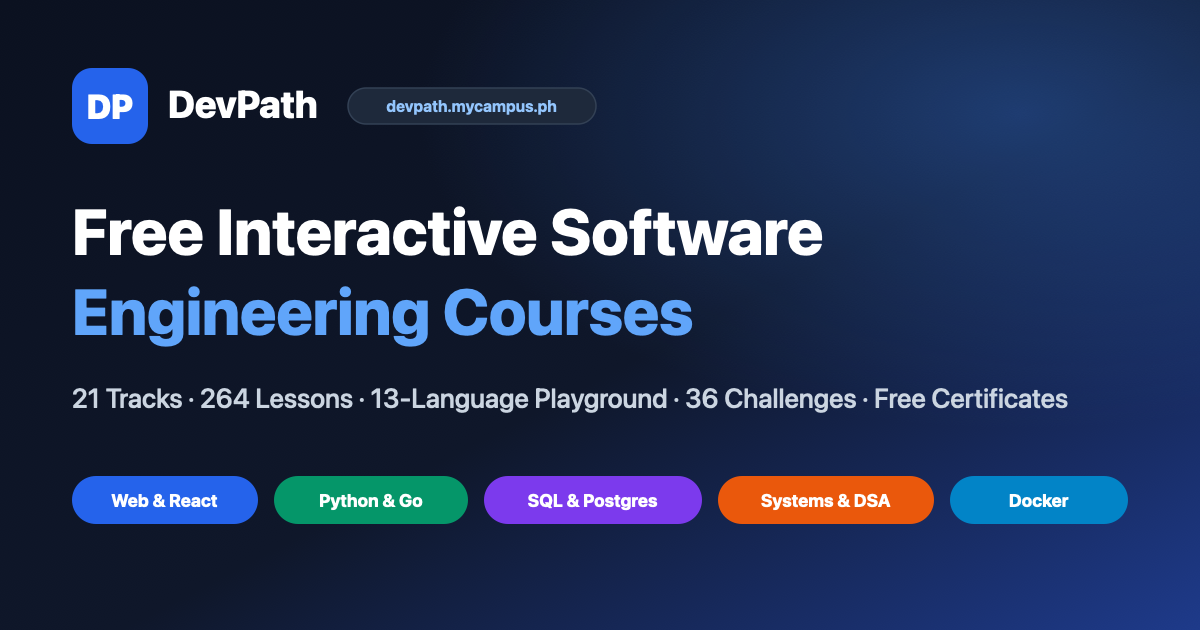 DP DevPath devpath.mycampus.ph
Free Interactive Software
Engineering Courses
21 Tracks · 264 Lessons · 13-Language Playground · 36 Challenges · Free Certificates
Web & React Python & Go SQL & Postgres Systems & DSA Docker